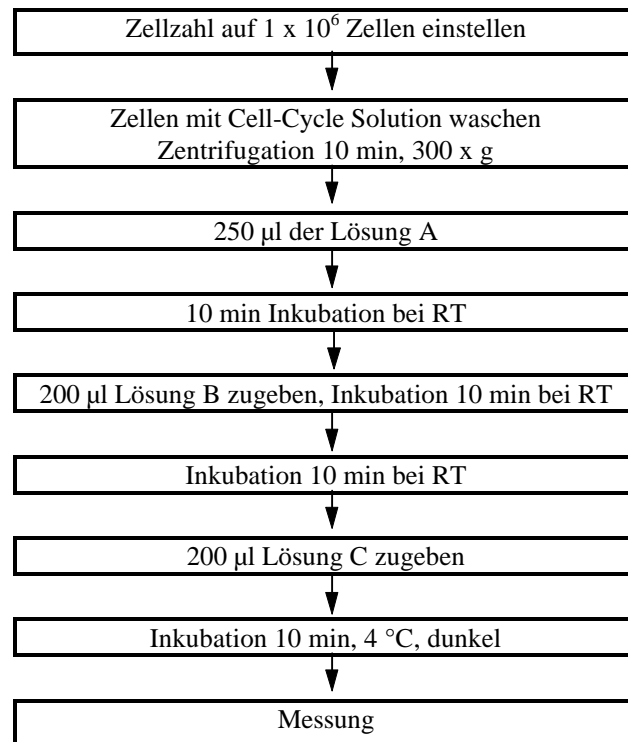 Zellzahl auf 1 x 10⁶ Zellen einstellen
Zellen mit Cell-Cycle Solution waschen
Zentrifugation 10 min, 300 x g
250 µl der Lösung A
10 min Inkubation bei RT
200 µl Lösung B zugeben, Inkubation 10 min bei RT
Inkubation 10 min bei RT
200 µl Lösung C zugeben
Inkubation 10 min, 4 °C, dunkel
Messung